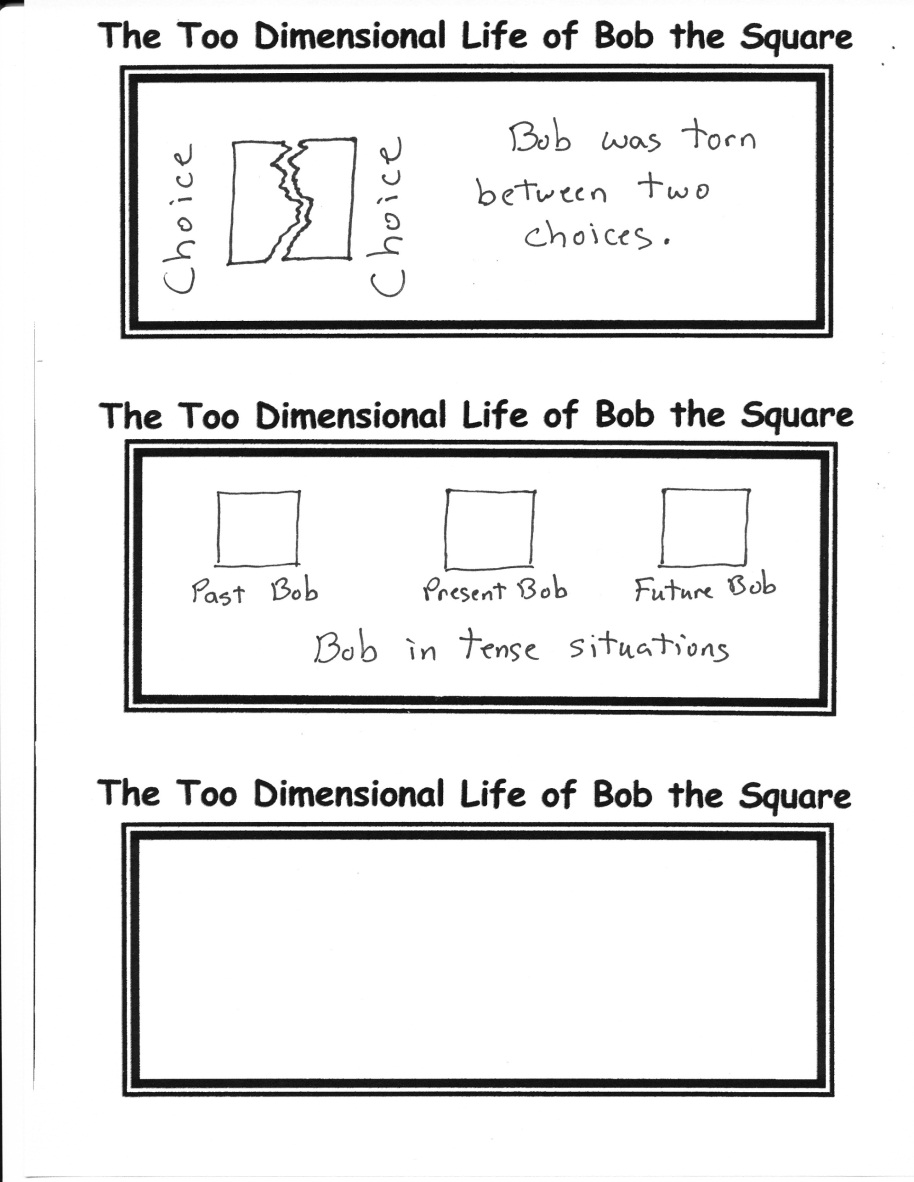 The Too Dimensional Life of Bob the Square
Choice
Choice
Bob was torn
between two
choices.
The Too Dimensional Life of Bob the Square
Past Bob
Present Bob
Future Bob
Bob in tense situations
The Too Dimensional Life of Bob the Square